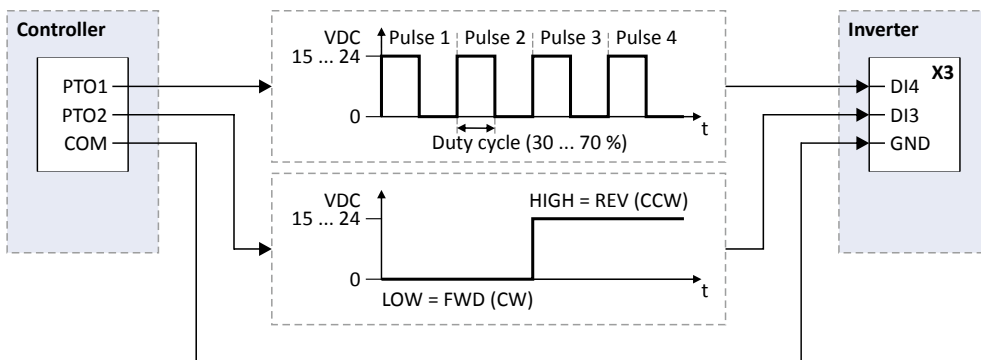 Controller
PTO1
PTO2
COM
VDC
15 ... 24
0
Pulse 1 Pulse 2 Pulse 3 Pulse 4
t
Duty cycle (30 ... 70 %)
VDC
15 ... 24
0
HIGH = REV (CCW)
t
LOW = FWD (CW)
Inverter
X3
DI4
DI3
GND